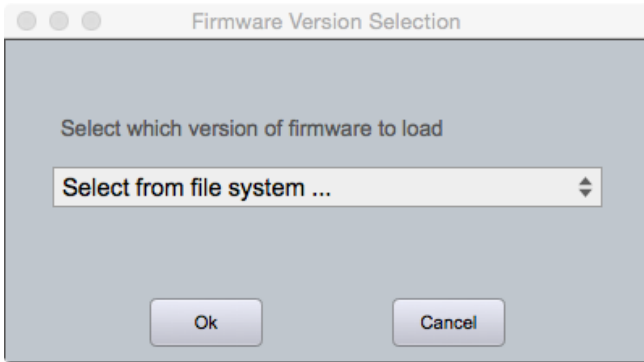 Firmware Version Selection
Select which version of firmware to load
Select from file system ...
Ok Cancel